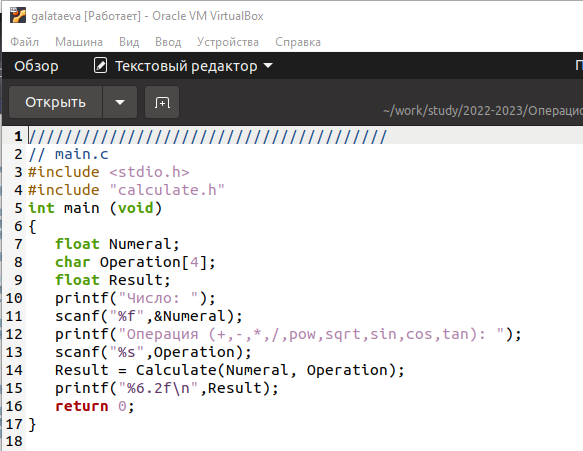 galataeva [Работает] - Oracle VM VirtualBox
Файл Машина Вид Ввод Устройства Справка
Обзор Текстовый редактор
Открыть ~/work/study/2022-2023/Операцио
1 ////////////////////////////////////////
2 // main.c
3 #include <stdio.h>
4 #include "calculate.h"
5 int main (void)
6 {
7    float Numeral;
8    char Operation[4];
9    float Result;
10    printf("Число: ");
11    scanf("%f",&Numeral);
12    printf("Операция (+,-,*,/,pow,sqrt,sin,cos,tan): ");
13    scanf("%s",Operation);
14    Result = Calculate(Numeral, Operation);
15    printf("%6.2f\n",Result);
16    return 0;
17 }
18